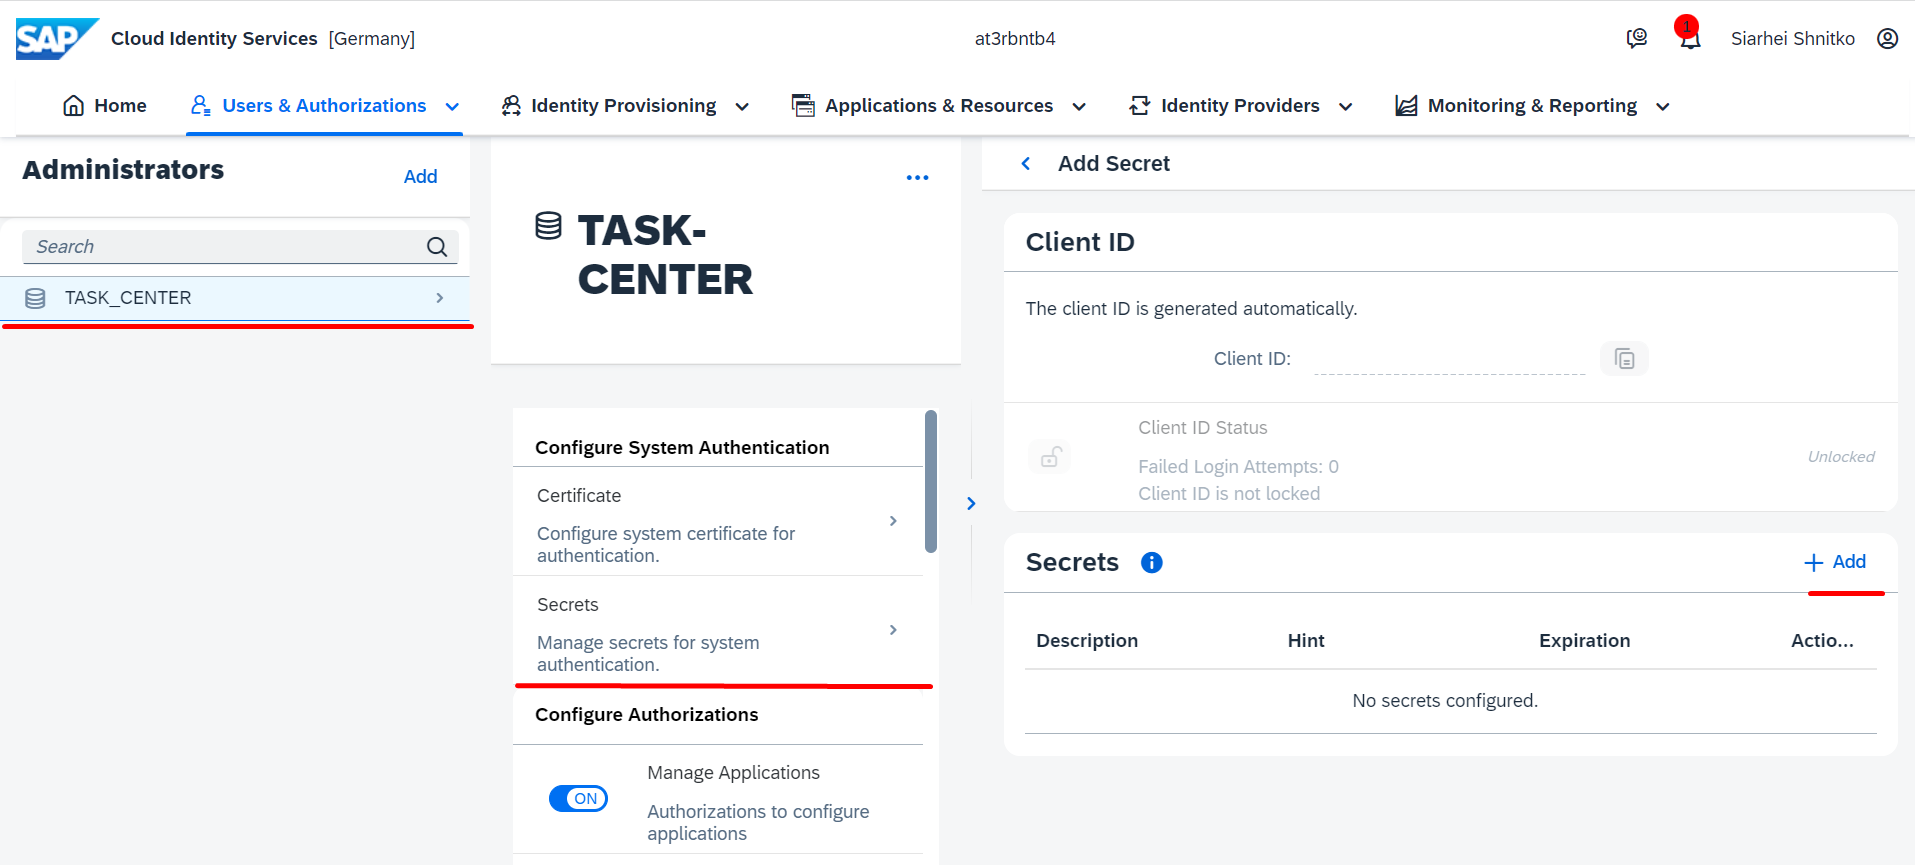 SAP Cloud Identity Services [Germany]
at3rbntb4
1
Siarhei Shnitko
Home
Users & Authorizations
Identity Provisioning
Applications & Resources
Identity Providers
Monitoring & Reporting
Administrators
Add
Search
TASK_CENTER
TASK-
CENTER
Configure System Authentication
Certificate
Configure system certificate for
authentication.
Secrets
Manage secrets for system
authentication.
Configure Authorizations
ON
Manage Applications
Authorizations to configure
applications
Add Secret
Client ID
The client ID is generated automatically.
Client ID:
Client ID Status
Failed Login Attempts: 0
Client ID is not locked
Unlocked
Secrets
+ Add
Description Hint Expiration Actio...
No secrets configured.